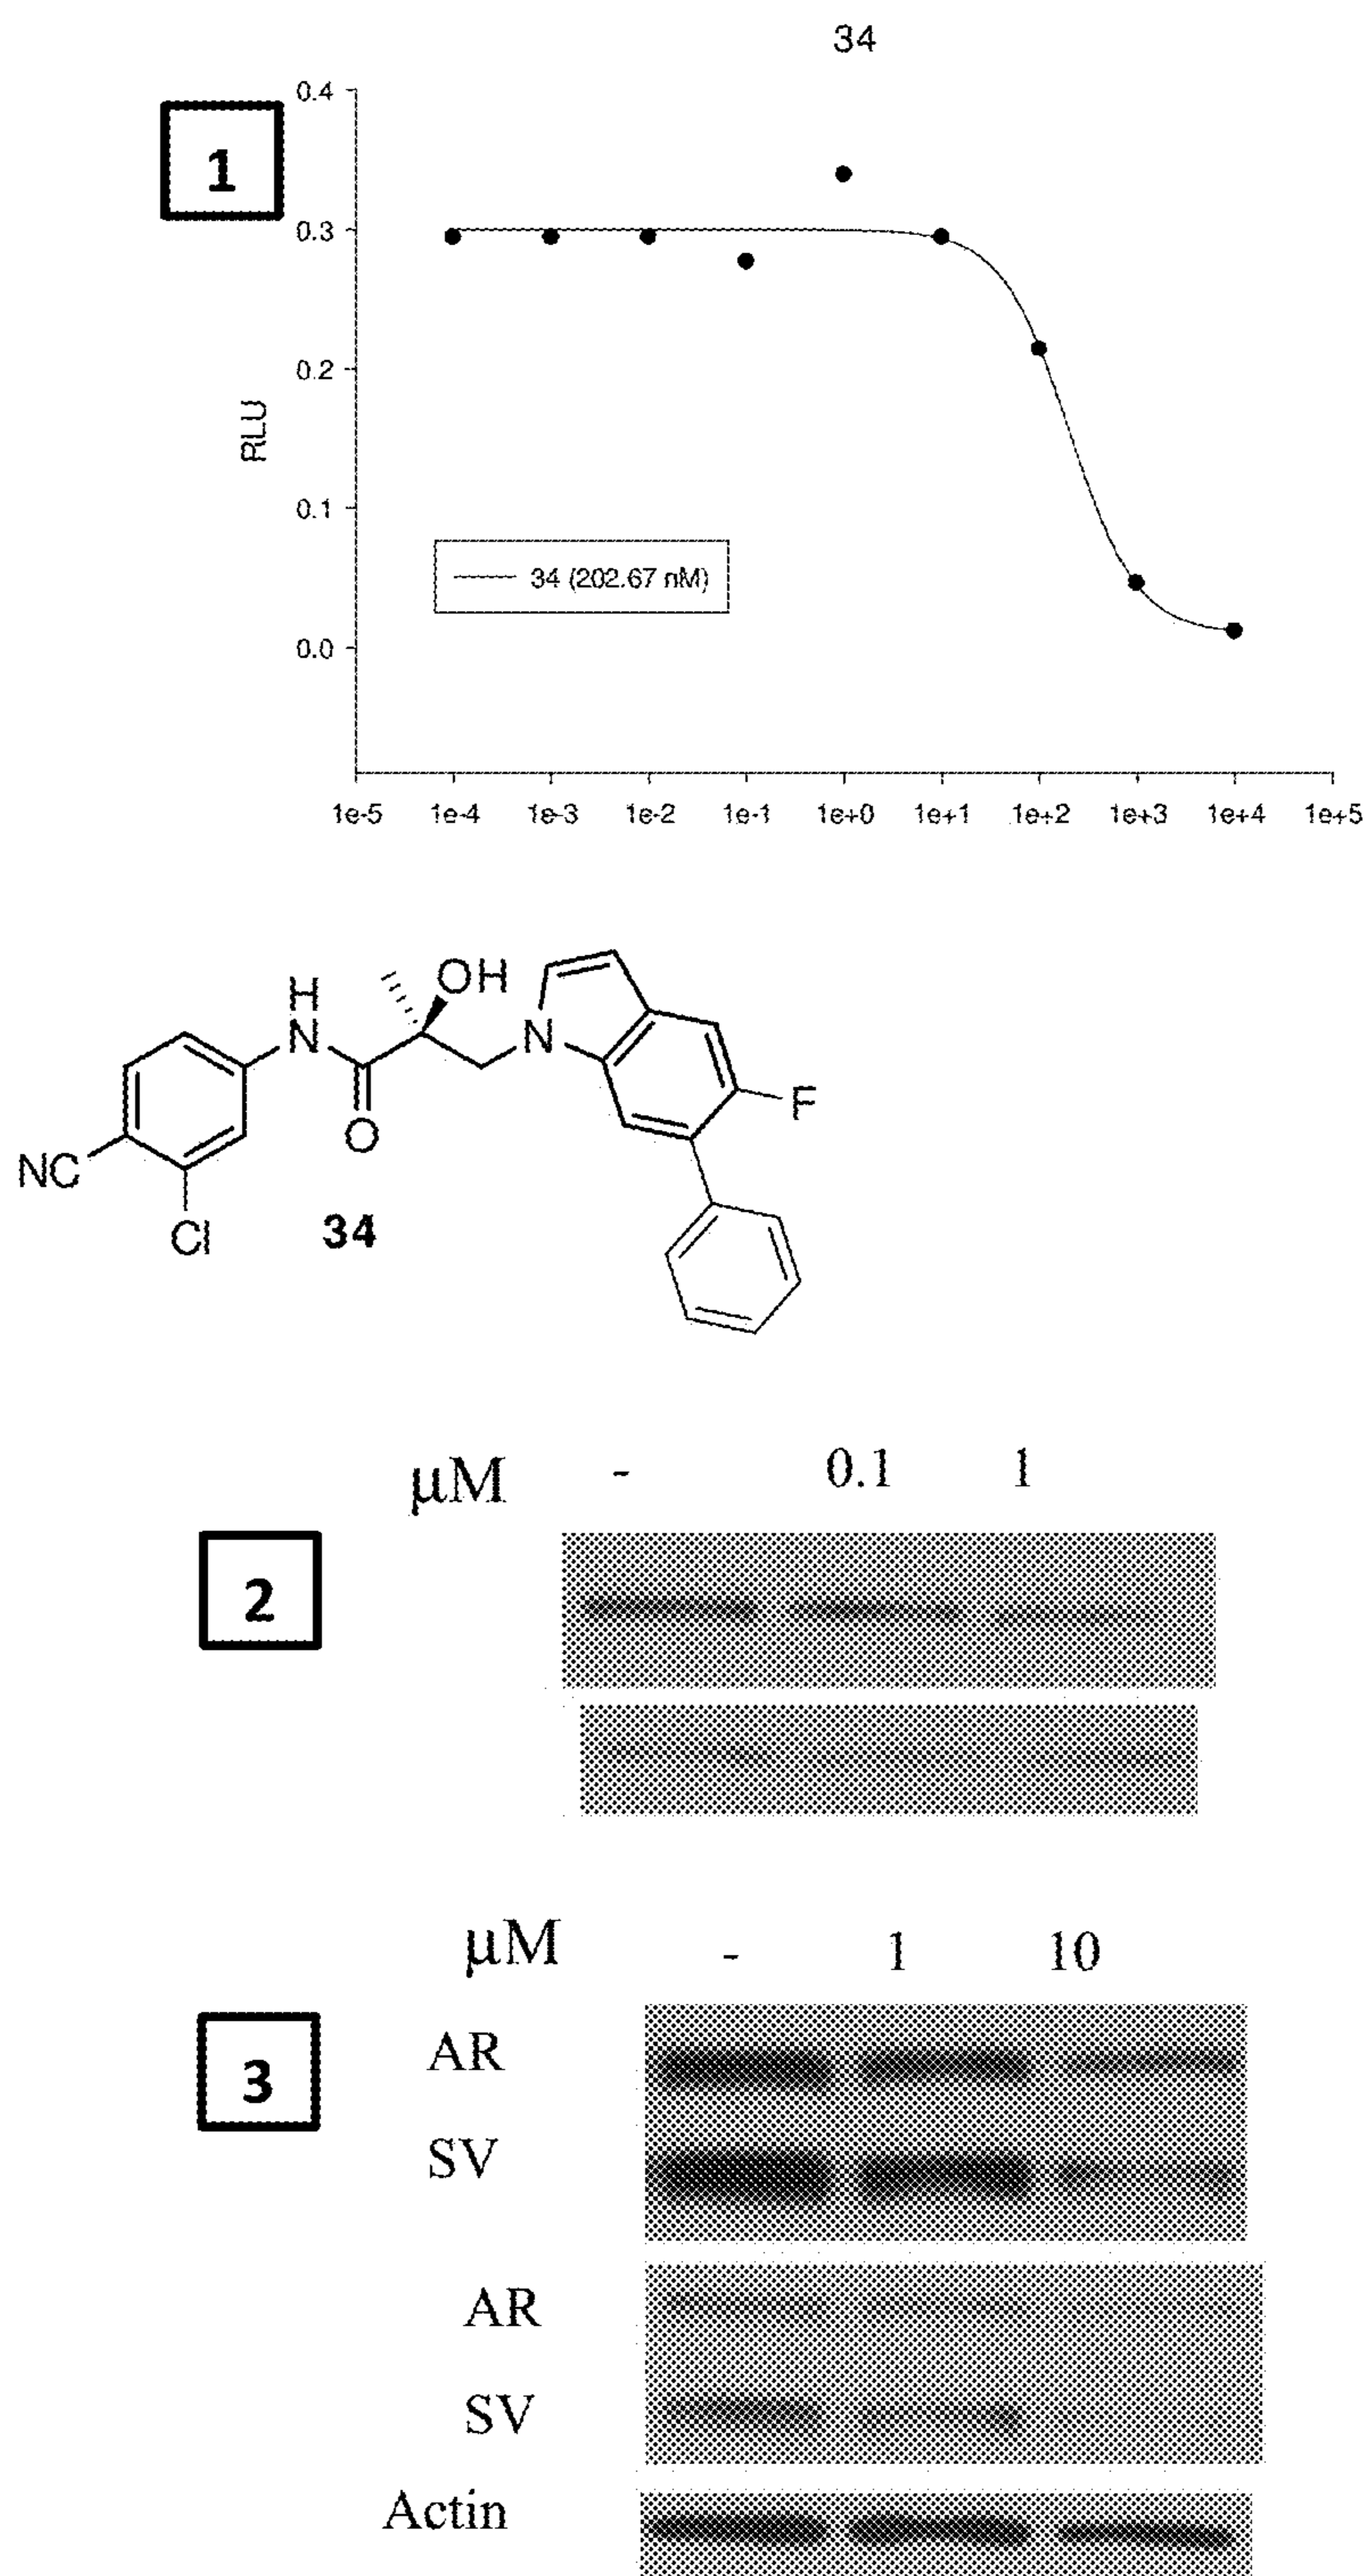 34
1
0.4
0.3
0.2
0.1
0.0
RLU
34 (202.67 nM)
1e-5 1e-4 1e-3 1e-2 1e-1 1e+0 1e+1 1e+2 1e+3 1e+4 1e+5
H
N
OH
N
O
F
NC
Cl
34
µM - 0.1 1
2
µM - 1 10
3
AR
SV
AR
SV
Actin